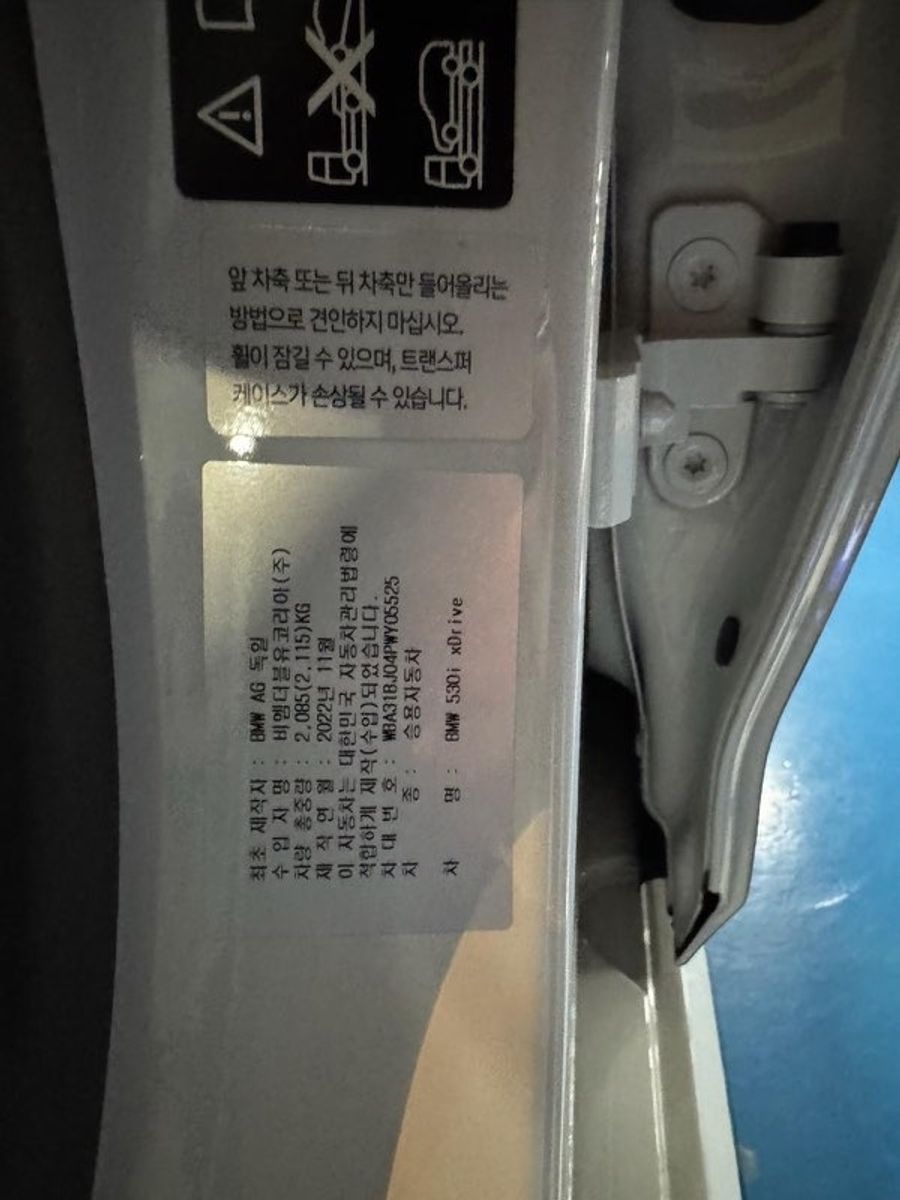 앞 차축 또는 뒤 차축만 들어올리는
방법으로 견인하지 마십시오.
휠이 잠길 수 있으며, 트랜스퍼
케이스가 손상될 수 있습니다.
최초 제작자 : BMW AG 독일
수 입 자 명 : 비엠더블유코리아(주)
차량 총중량 : 2,085(2,115)KG
제 작 연 월 : 2022년 11월
이 자동차는 대한민국 자동차관리법령에
적합하게 제작(수입)되었습니다.
차 대 번 호 : WBA31BJ04PWY05525
차 종 : 승용자동차
차 명 : BMW 530i xDrive